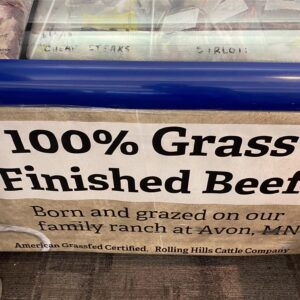 CHEAP STEAKS SIRLOIN
100% Grass
Finished Beef
Born and grazed on our
family ranch at Avon, MN
American Grassfed Certified. Rolling Hills Cattle Company